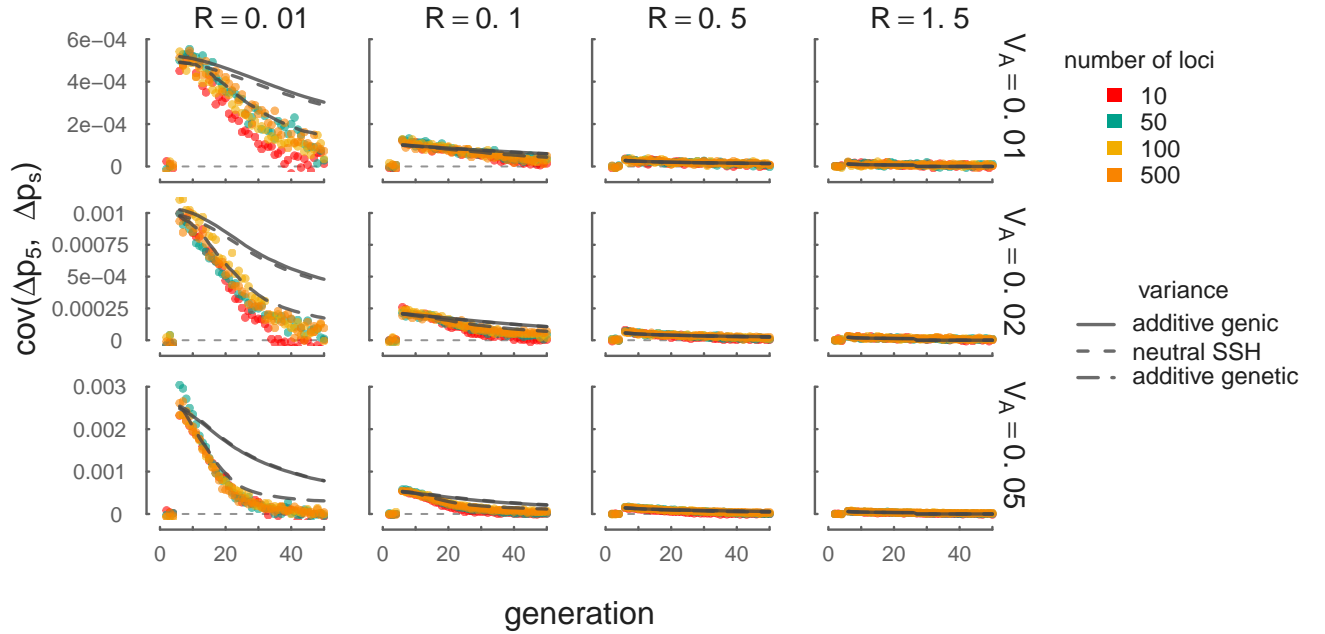 R = 0. 01
R = 0. 1
R = 0. 5
R = 1. 5
6e−04
4e−04
2e−04
0
V_A = 0. 01
0.001
0.00075
5e−04
0.00025
0
V_A = 0. 02
0.003
0.002
0.001
0
V_A = 0. 05
0 20 40
0 20 40
0 20 40
0 20 40
cov(Δp₅, Δpₛ)
generation
number of loci
10
50
100
500
variance
additive genic
neutral SSH
additive genetic